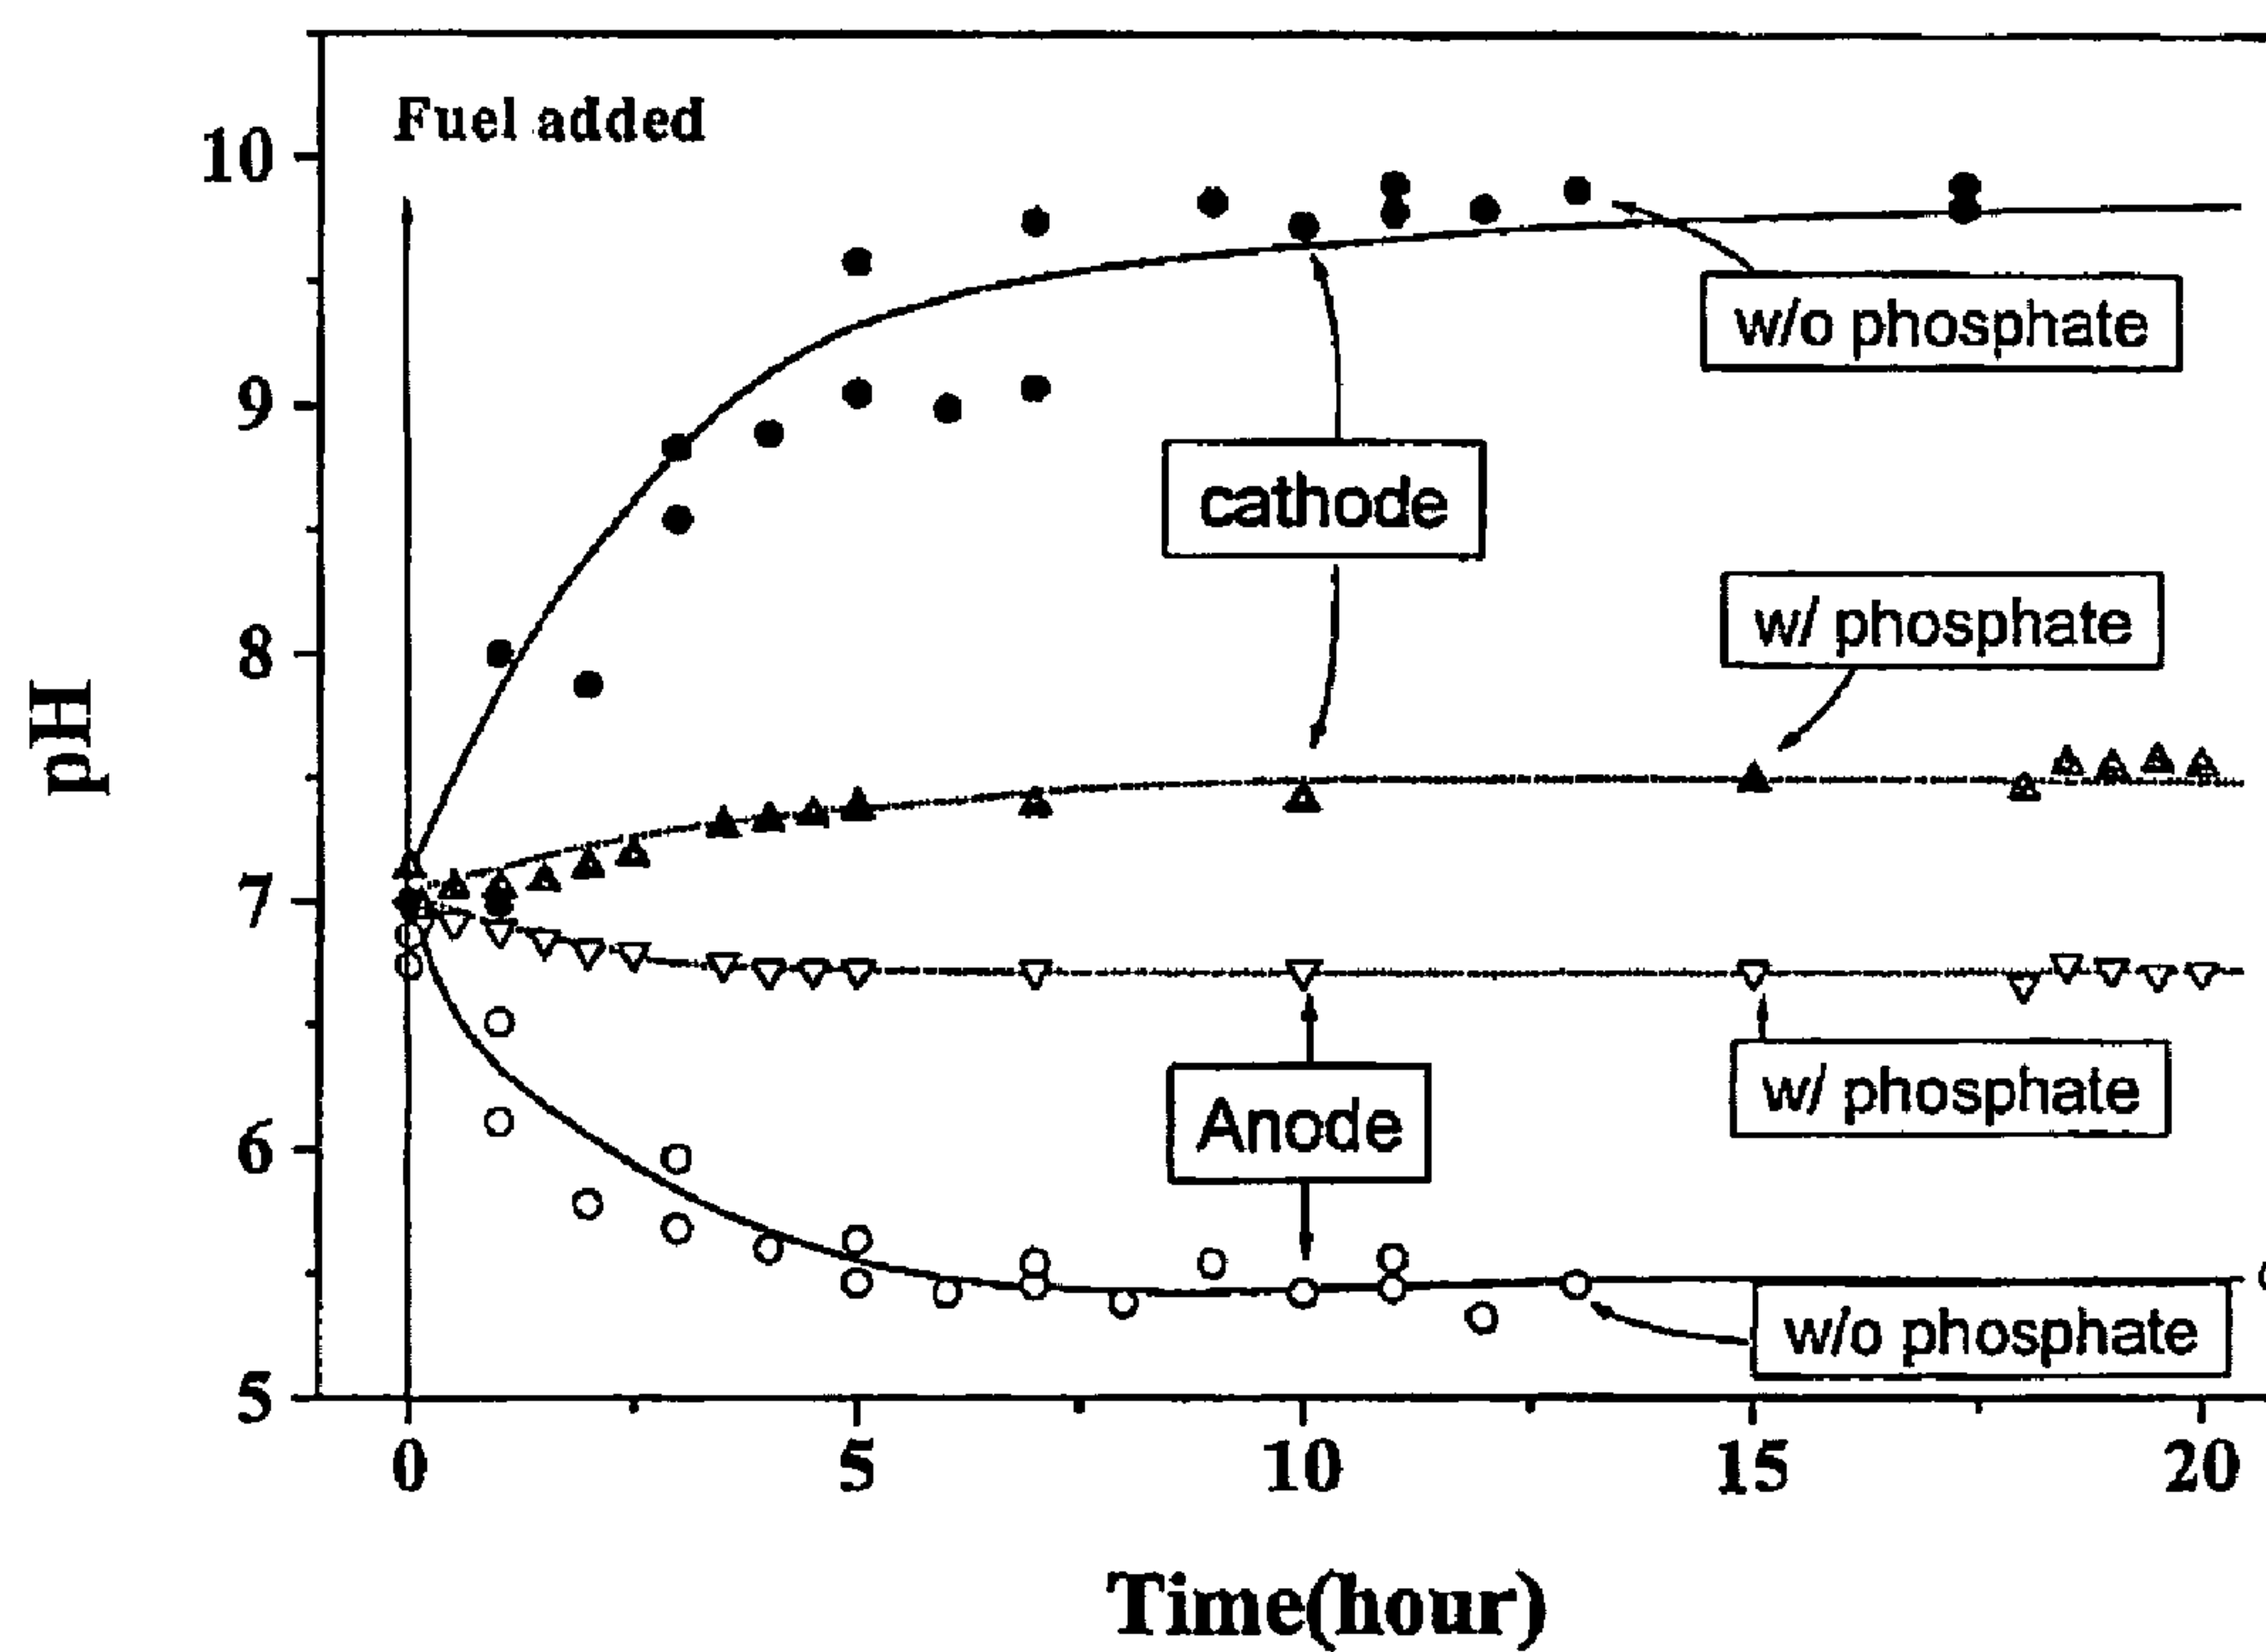 Fuel added
10
9
8
7
6
5
pH
w/o phosphate
cathode
w/ phosphate
w/ phosphate
Anode
w/o phosphate
0
5
10
15
20
Time(hour)